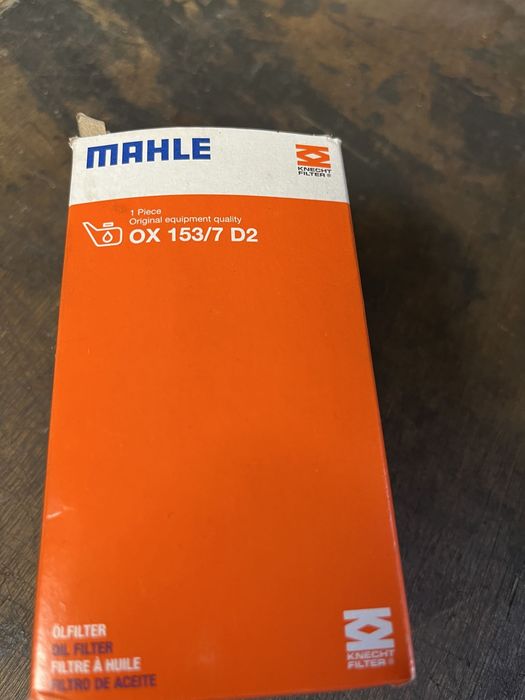 MAHLE
KNECHT
FILTER®
1 Piece
Original equipment quality
OX 153/7 D2
ÖLFILTER
OIL FILTER
FILTRE À HUILE
FILTRO DE ACEITE
KNECHT
FILTER®